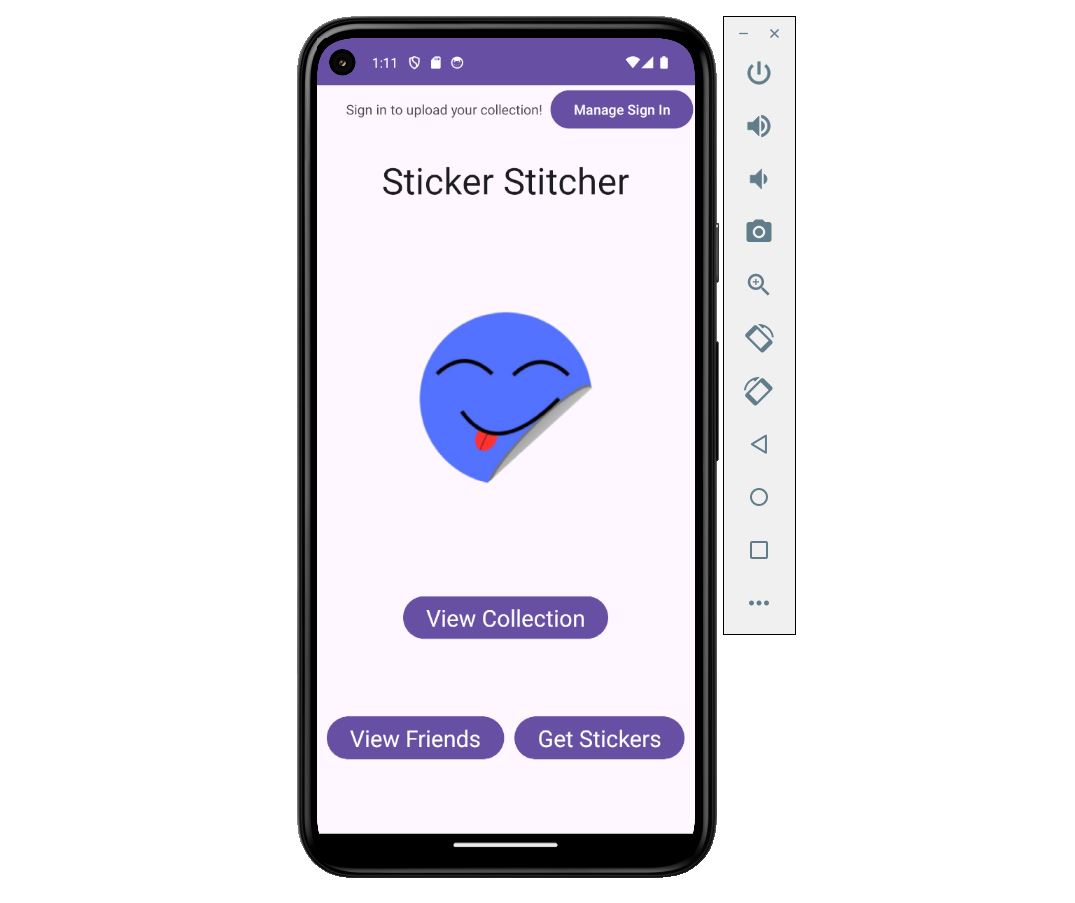 1:11
Sign in to upload your collection! Manage Sign In
Sticker Stitcher
View Collection
View Friends Get Stickers